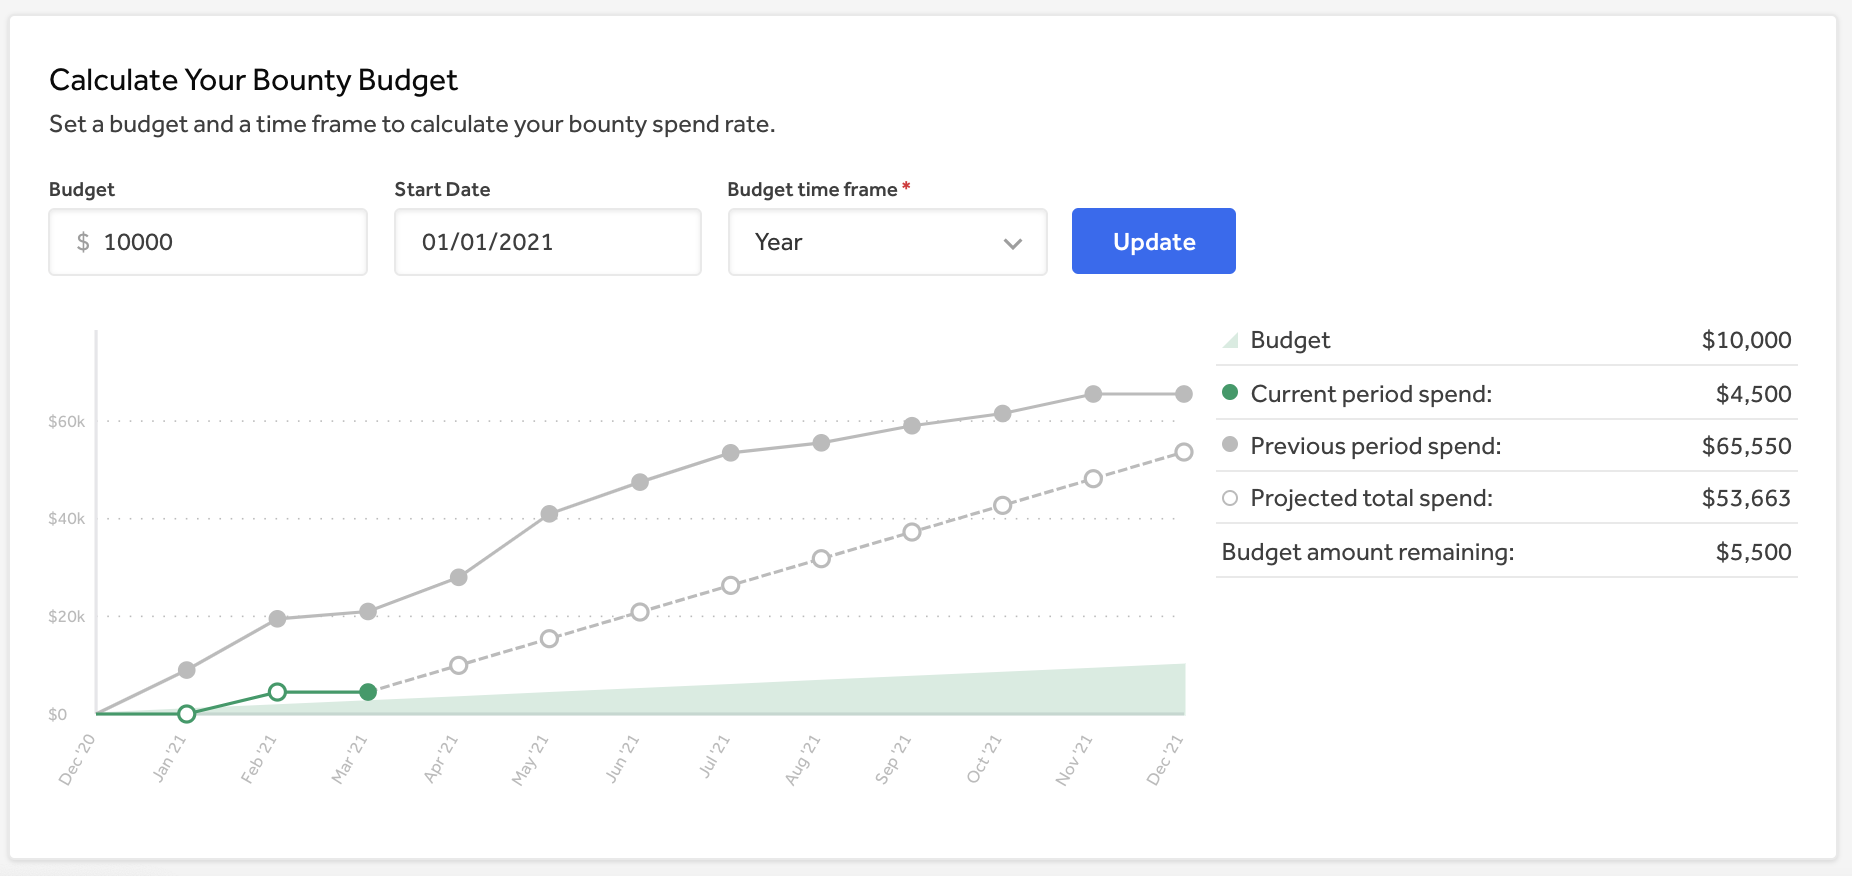 Calculate Your Bounty Budget
Set a budget and a time frame to calculate your bounty spend rate.
Budget
Start Date
Budget time frame *
$ 10000
01/01/2021
Year
Update
$60k
$40k
$20k
$0
Dec '20
Jan '21
Feb '21
Mar '21
Apr '21
May '21
Jun '21
Jul '21
Aug '21
Sep '21
Oct '21
Nov '21
Dec '21
Budget $10,000
Current period spend: $4,500
Previous period spend: $65,550
Projected total spend: $53,663
Budget amount remaining: $5,500